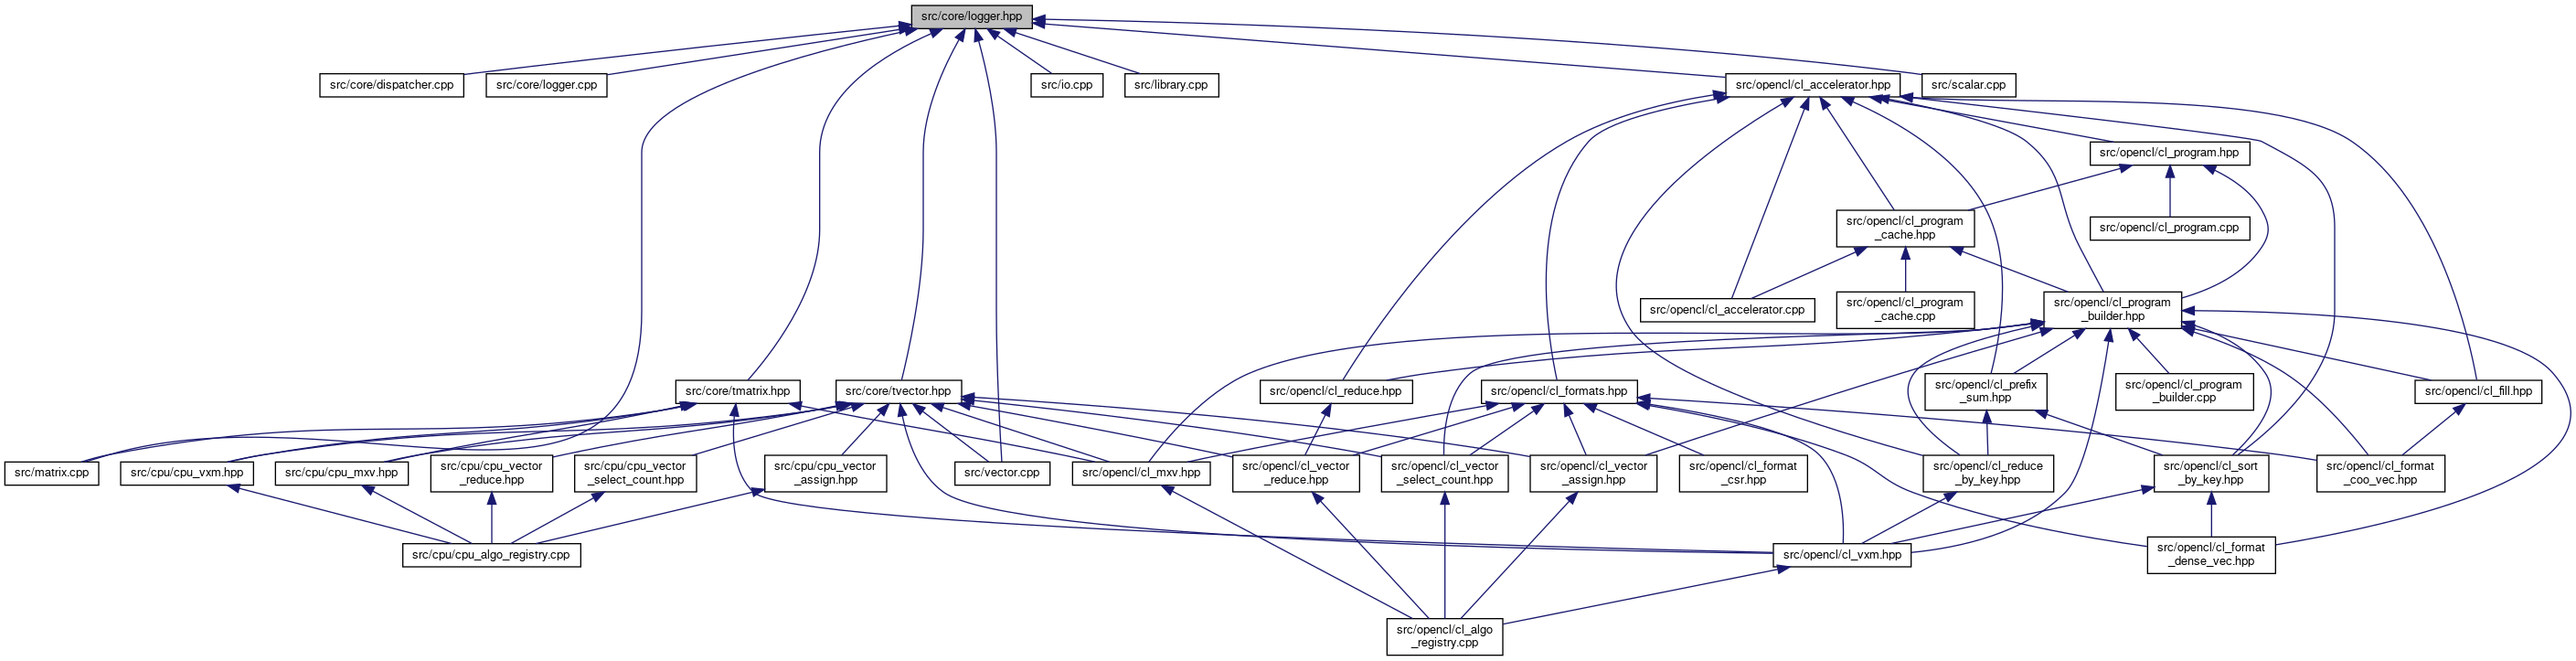 src/core/logger.hpp
src/core/dispatcher.cpp
src/core/logger.cpp
src/io.cpp
src/library.cpp
src/opencl/cl_accelerator.hpp
src/scalar.cpp
src/opencl/cl_program.hpp
src/opencl/cl_program
_cache.hpp
src/opencl/cl_program.cpp
src/opencl/cl_accelerator.cpp
src/opencl/cl_program
_cache.cpp
src/opencl/cl_program
_builder.hpp
src/core/tmatrix.hpp
src/core/tvector.hpp
src/opencl/cl_reduce.hpp
src/opencl/cl_formats.hpp
src/opencl/cl_prefix
_sum.hpp
src/opencl/cl_program
_builder.cpp
src/opencl/cl_fill.hpp
src/matrix.cpp
src/cpu/cpu_vxm.hpp
src/cpu/cpu_mxv.hpp
src/cpu/cpu_vector
_reduce.hpp
src/cpu/cpu_vector
_select_count.hpp
src/cpu/cpu_vector
_assign.hpp
src/vector.cpp
src/opencl/cl_mxv.hpp
src/opencl/cl_vector
_reduce.hpp
src/opencl/cl_vector
_select_count.hpp
src/opencl/cl_vector
_assign.hpp
src/opencl/cl_format
_csr.hpp
src/opencl/cl_reduce
_by_key.hpp
src/opencl/cl_sort
_by_key.hpp
src/opencl/cl_format
_coo_vec.hpp
src/cpu/cpu_algo_registry.cpp
src/opencl/cl_vxm.hpp
src/opencl/cl_format
_dense_vec.hpp
src/opencl/cl_algo
_registry.cpp